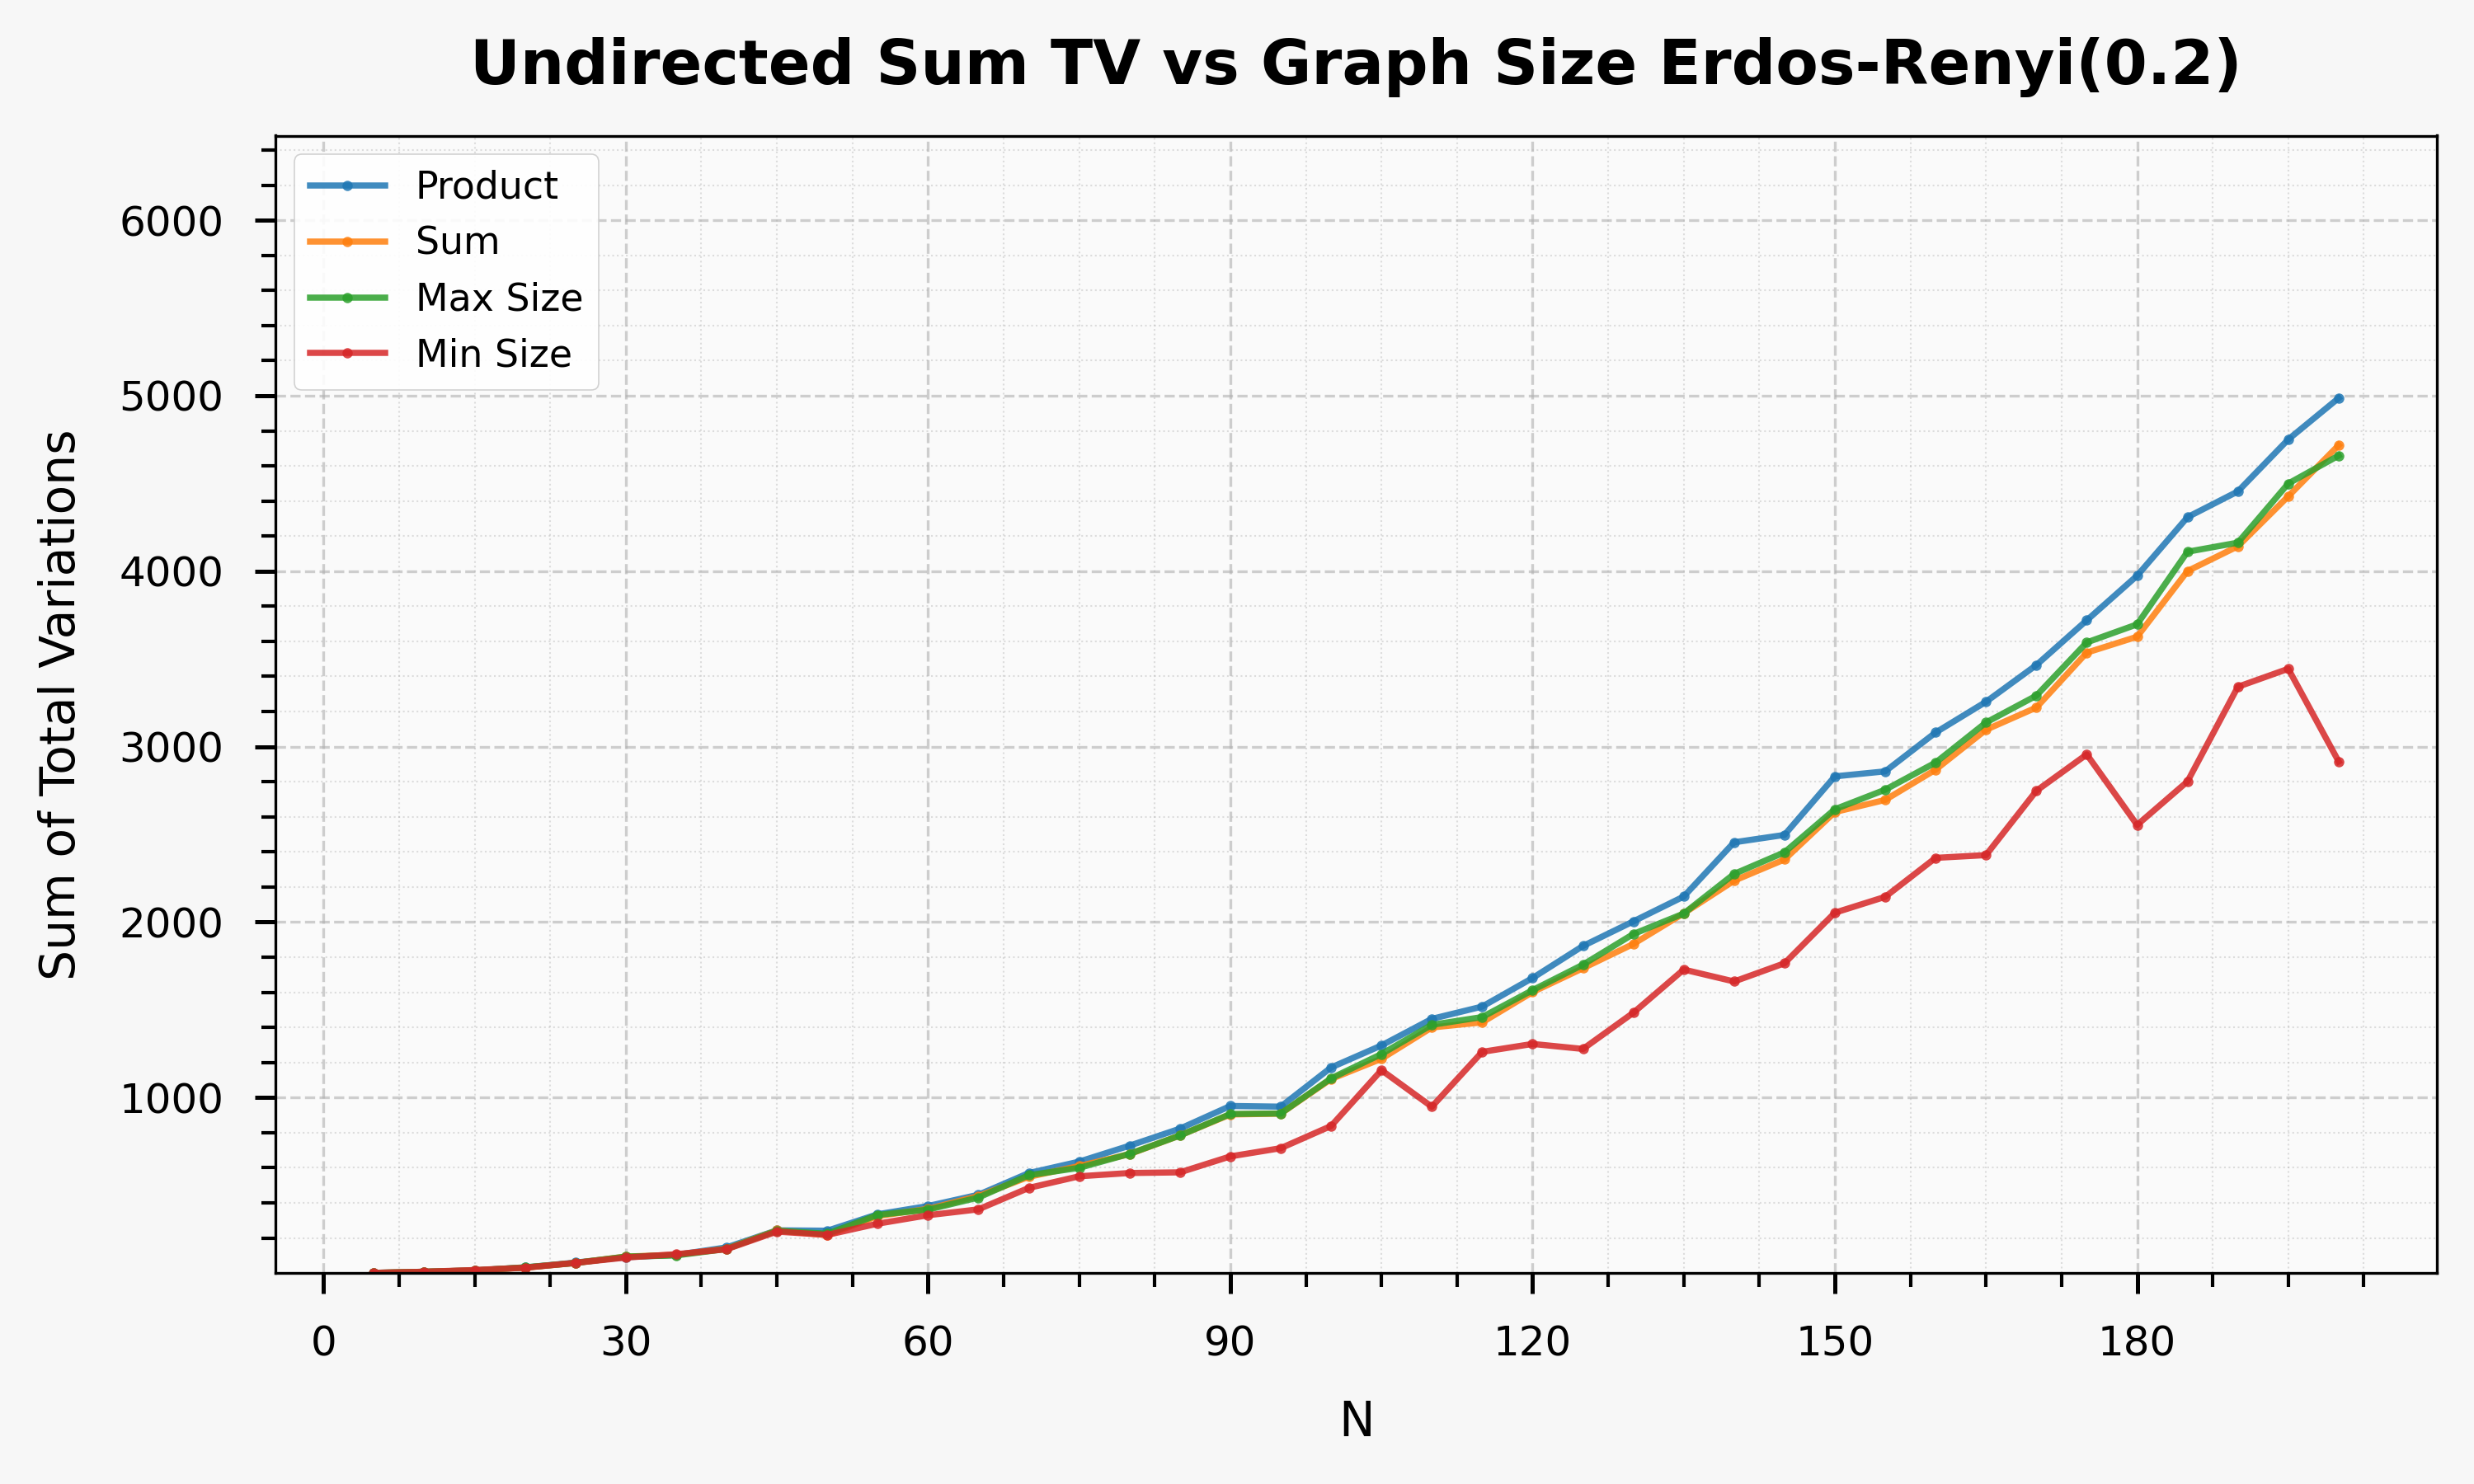 Undirected Sum TV vs Graph Size Erdos-Renyi(0.2)
Product
Sum
Max Size
Min Size
6000
5000
4000
3000
2000
1000
Sum of Total Variations
0 30 60 90 120 150 180
N